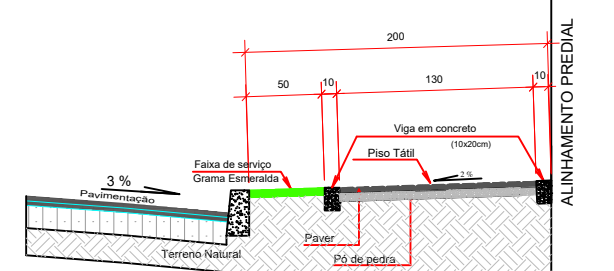 200
50
10
130
10
ALINHAMENTO PREDIAL
Viga em concreto
(10x20cm)
Faixa de serviço
Grama Esmeralda
Piso Tátil
2 %
3 %
Pavimentação
Paver
Terreno Natural
Pó de pedra